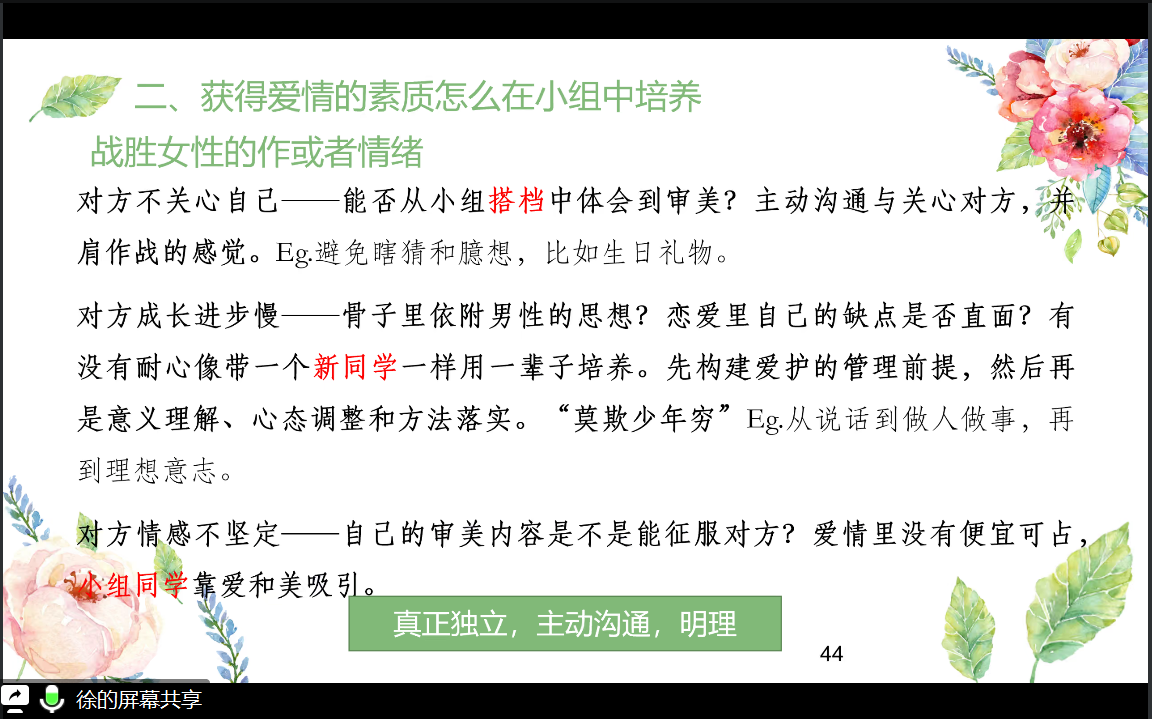 二、获得爱情的素质怎么在小组中培养
战胜女性的作或者情绪
对方不关心自己——能否从小组搭档中体会到审美？主动沟通与关心对方，并
肩作战的感觉。Eg.避免瞎猜和臆想，比如生日礼物。
对方成长进步慢——骨子里依附男性的思想？恋爱里自己的缺点是否直面？有
没有耐心像带一个新同学一样用一辈子培养。先构建爱护的管理前提，然后再
是意义理解、心态调整和方法落实。“莫欺少年穷”Eg.从说话到做人做事，再
到理想意志。
对方情感不坚定——自己的审美内容是不是能征服对方？爱情里没有便宜可占，
小组同学靠爱和美吸引。
真正独立，主动沟通，明理
44
徐的屏幕共享